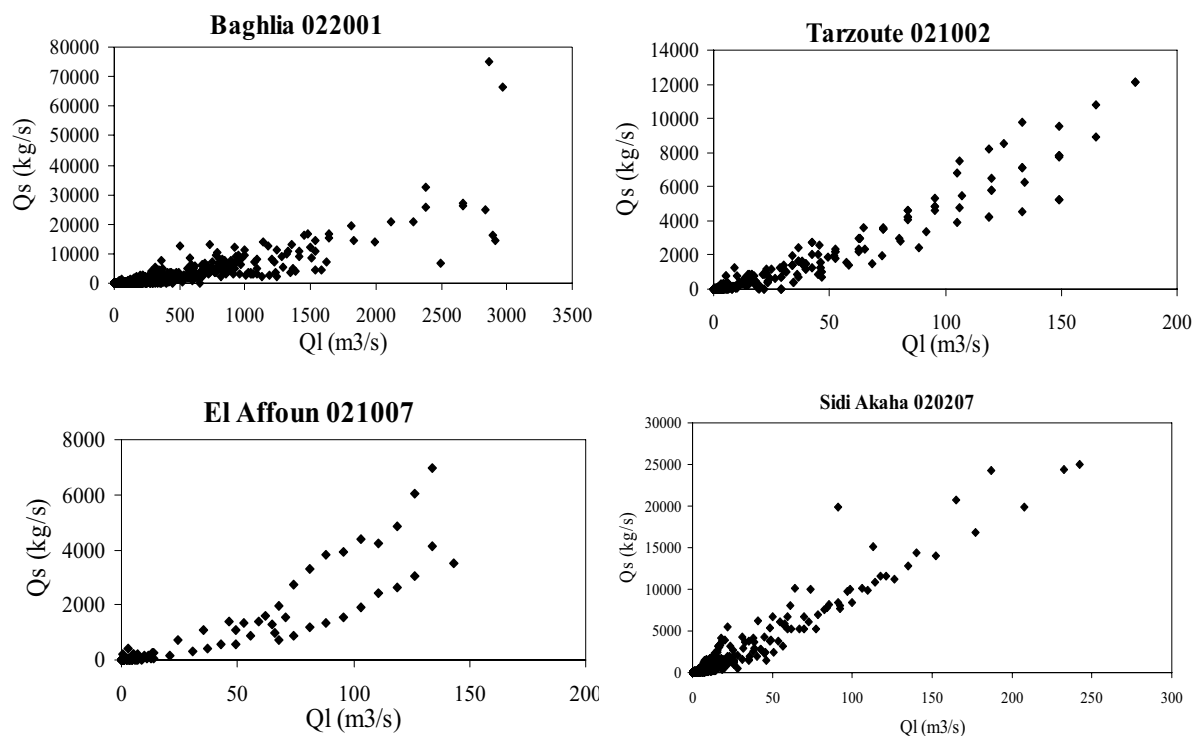 Baghlia 022001
80000
70000
60000
50000
40000
30000
20000
10000
0
Qs (kg/s)
0 500 1000 1500 2000 2500 3000 3500
Ql (m3/s)
Tarzoute 021002
14000
12000
10000
8000
6000
4000
2000
0
Qs (kg/s)
0 50 100 150 200
Ql (m3/s)
El Affoun 021007
8000
6000
4000
2000
0
Qs (kg/s)
0 50 100 150 200
Ql (m3/s)
Sidi Akaha 020207
30000
25000
20000
15000
10000
5000
0
Qs (kg/s)
0 50 100 150 200 250 300
Ql (m3/s)